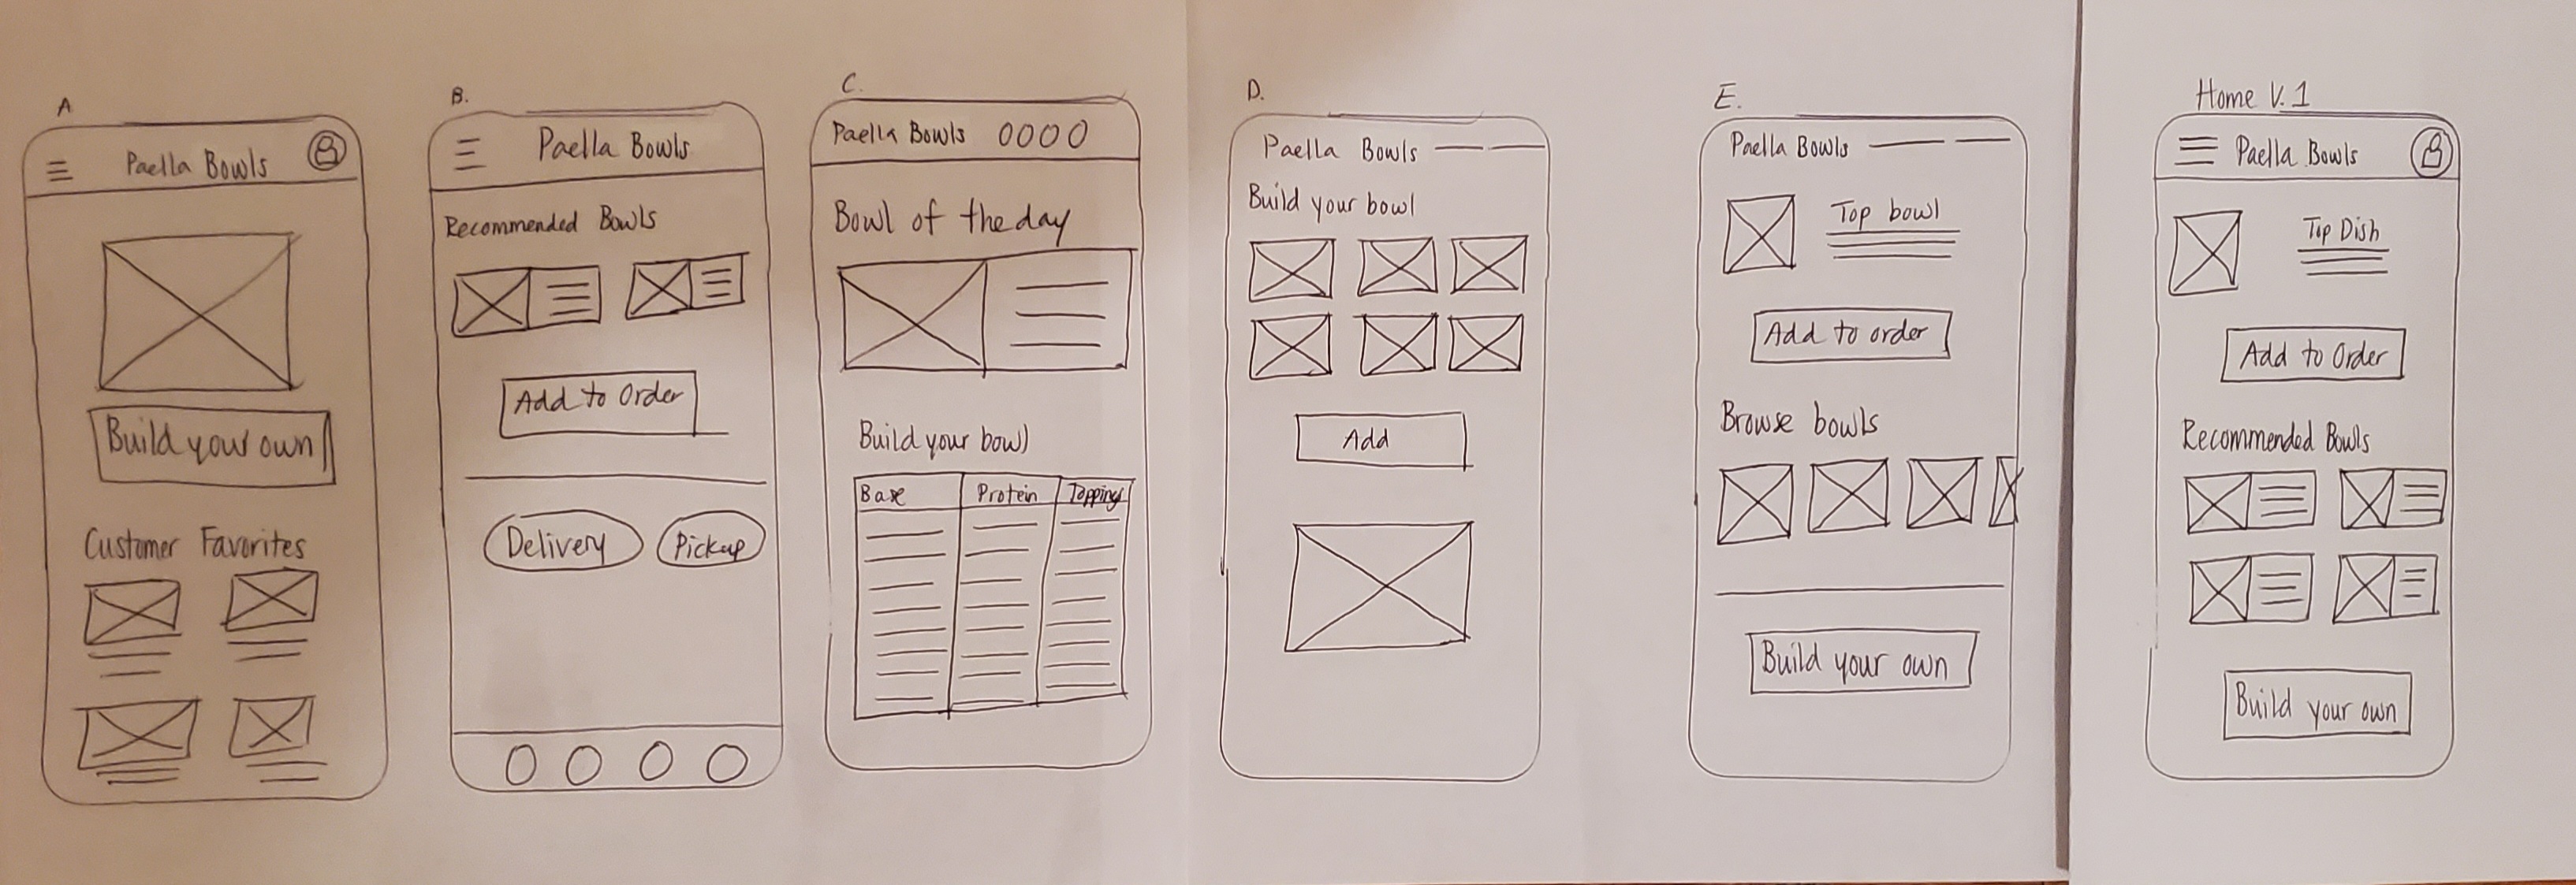 A
Paella Bowls
Build your own
Customer Favorites
B.
Paella Bowls
Recommended Bowls
Add to Order
Delivery
Pickup
C.
Paella Bowls
Bowl of the day
Build your bowl
Base
Protein
Topping
D.
Paella Bowls
Build your bowl
Add
E.
Paella Bowls
Top bowl
Add to order
Browse bowls
Build your own
Home V.1
Paella Bowls
Top Dish
Add to Order
Recommended Bowls
Build your own